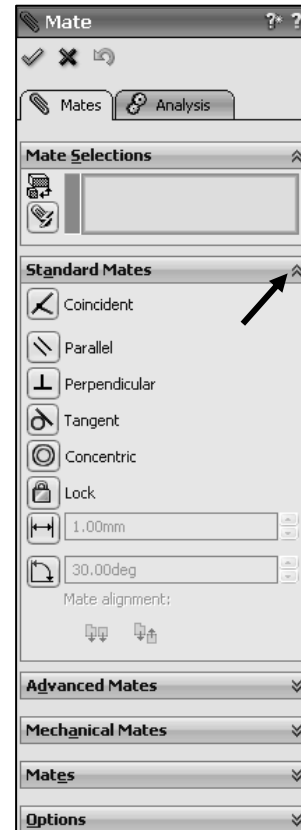 Mate
Mates Analysis
Mate Selections
Standard Mates
Coincident
Parallel
Perpendicular
Tangent
Concentric
Lock
1.00mm
30.00deg
Mate alignment:
Advanced Mates
Mechanical Mates
Mates
Options